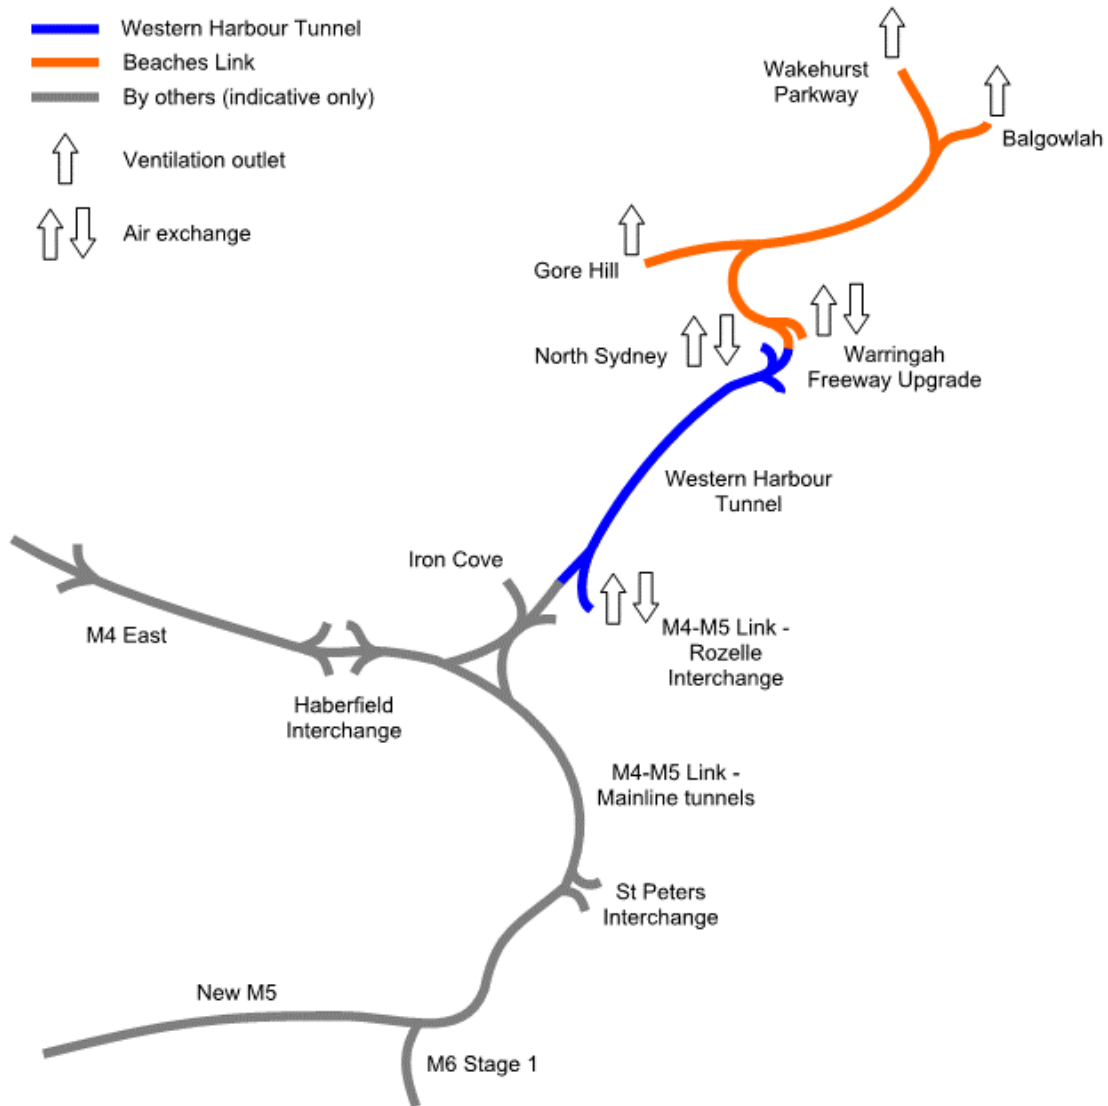 Western Harbour Tunnel
Beaches Link
By others (indicative only)
Ventilation outlet
Air exchange
Wakehurst
Parkway
Balgowlah
Gore Hill
North Sydney
Warringah
Freeway Upgrade
Western Harbour
Tunnel
Iron Cove
M4 East
M4-M5 Link -
Rozelle
Interchange
Haberfield
Interchange
M4-M5 Link -
Mainline tunnels
St Peters
Interchange
New M5
M6 Stage 1